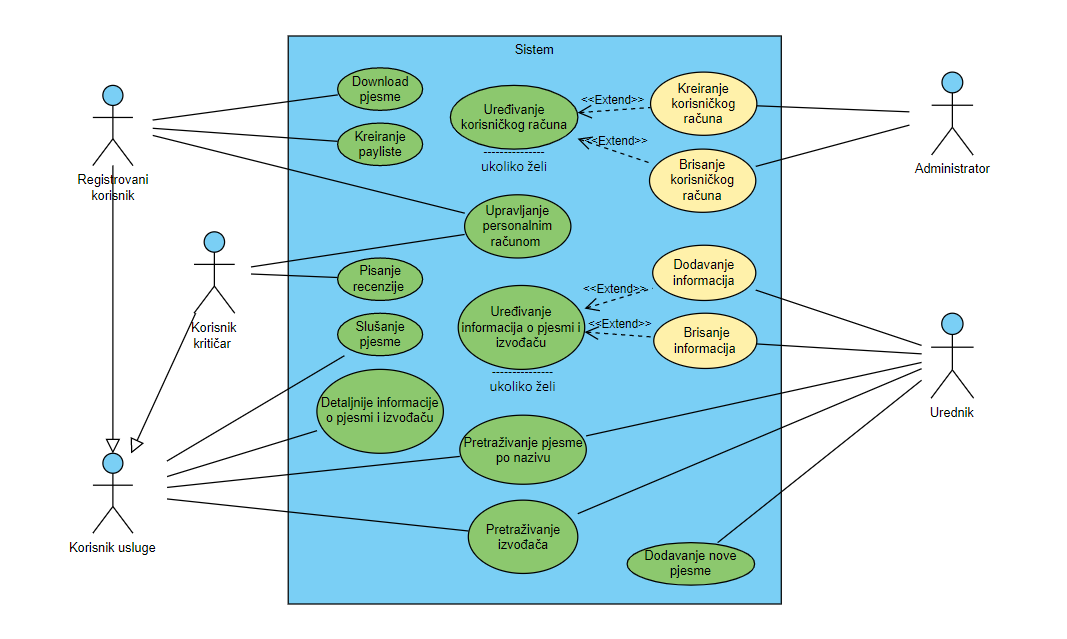 Sistem
Download
pjesme
Kreiranje
payliste
Uređivanje
korisničkog računa
ukoliko želi
<<Extend>>
<<Extend>>
Kreiranje
korisničkog
računa
Brisanje
korisničkog
računa
Administrator
Registrovani
korisnik
Upravljanje
personalnim
računom
Pisanje
recenzije
Korisnik
kritičar
Slušanje
pjesme
Uređivanje
informacija o pjesmi i
izvođaču
ukoliko želi
<<Extend>>
<<Extend>>
Dodavanje
informacija
Brisanje
informacija
Urednik
Detaljnije informacije
o pjesmi i izvođaču
Pretraživanje pjesme
po nazivu
Korisnik usluge
Pretraživanje
izvođača
Dodavanje nove
pjesme